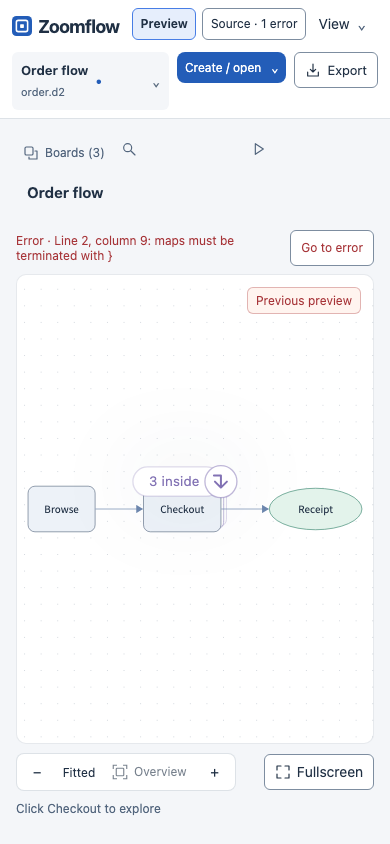 Zoomflow
Preview
Source · 1 error
View
Order flow
order.d2
Create / open
Export
Boards (3)
Order flow
Error · Line 2, column 9: maps must be
terminated with }
Go to error
Previous preview
3 inside
Browse
Checkout
Receipt
− Fitted Overview +
Fullscreen
Click Checkout to explore